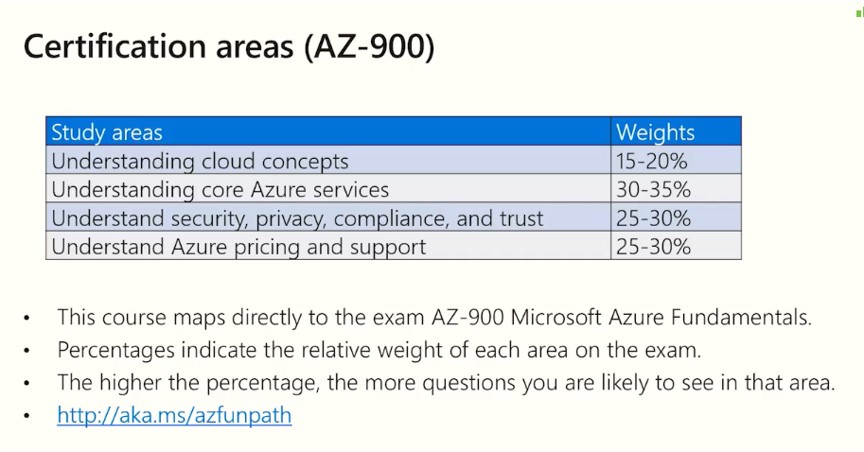 Certification areas (AZ-900)
Study areas Weights
Understanding cloud concepts 15-20%
Understanding core Azure services 30-35%
Understand security, privacy, compliance, and trust 25-30%
Understand Azure pricing and support 25-30%
• This course maps directly to the exam AZ-900 Microsoft Azure Fundamentals.
• Percentages indicate the relative weight of each area on the exam.
• The higher the percentage, the more questions you are likely to see in that area.
• http://aka.ms/azfunpath